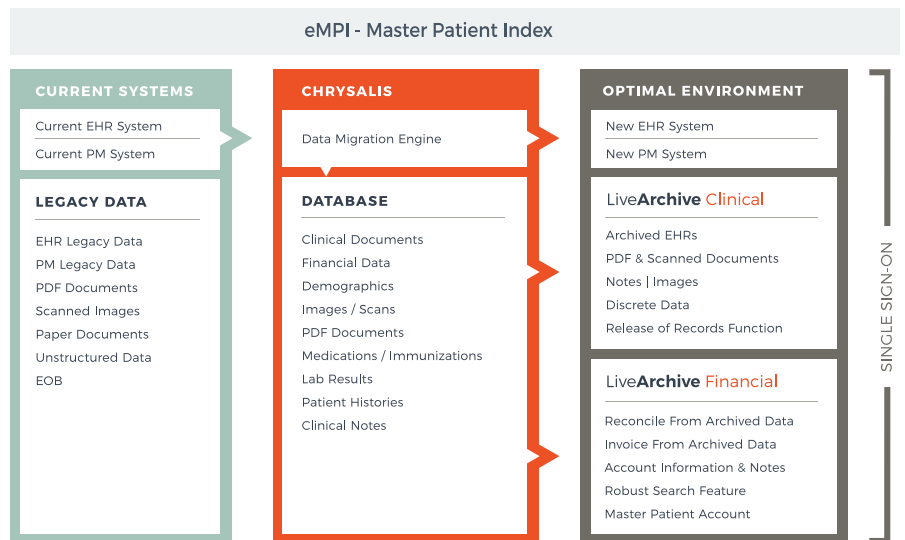 eMPI - Master Patient Index
CURRENT SYSTEMS
Current EHR System
Current PM System
LEGACY DATA
EHR Legacy Data
PM Legacy Data
PDF Documents
Scanned Images
Paper Documents
Unstructured Data
EOB
CHRYSALIS
Data Migration Engine
DATABASE
Clinical Documents
Financial Data
Demographics
Images / Scans
PDF Documents
Medications / Immunizations
Lab Results
Patient Histories
Clinical Notes
OPTIMAL ENVIRONMENT
New EHR System
New PM System
LiveArchive Clinical
Archived EHRs
PDF & Scanned Documents
Notes | Images
Discrete Data
Release of Records Function
LiveArchive Financial
Reconcile From Archived Data
Invoice From Archived Data
Account Information & Notes
Robust Search Feature
Master Patient Account
SINGLE SIGN-ON